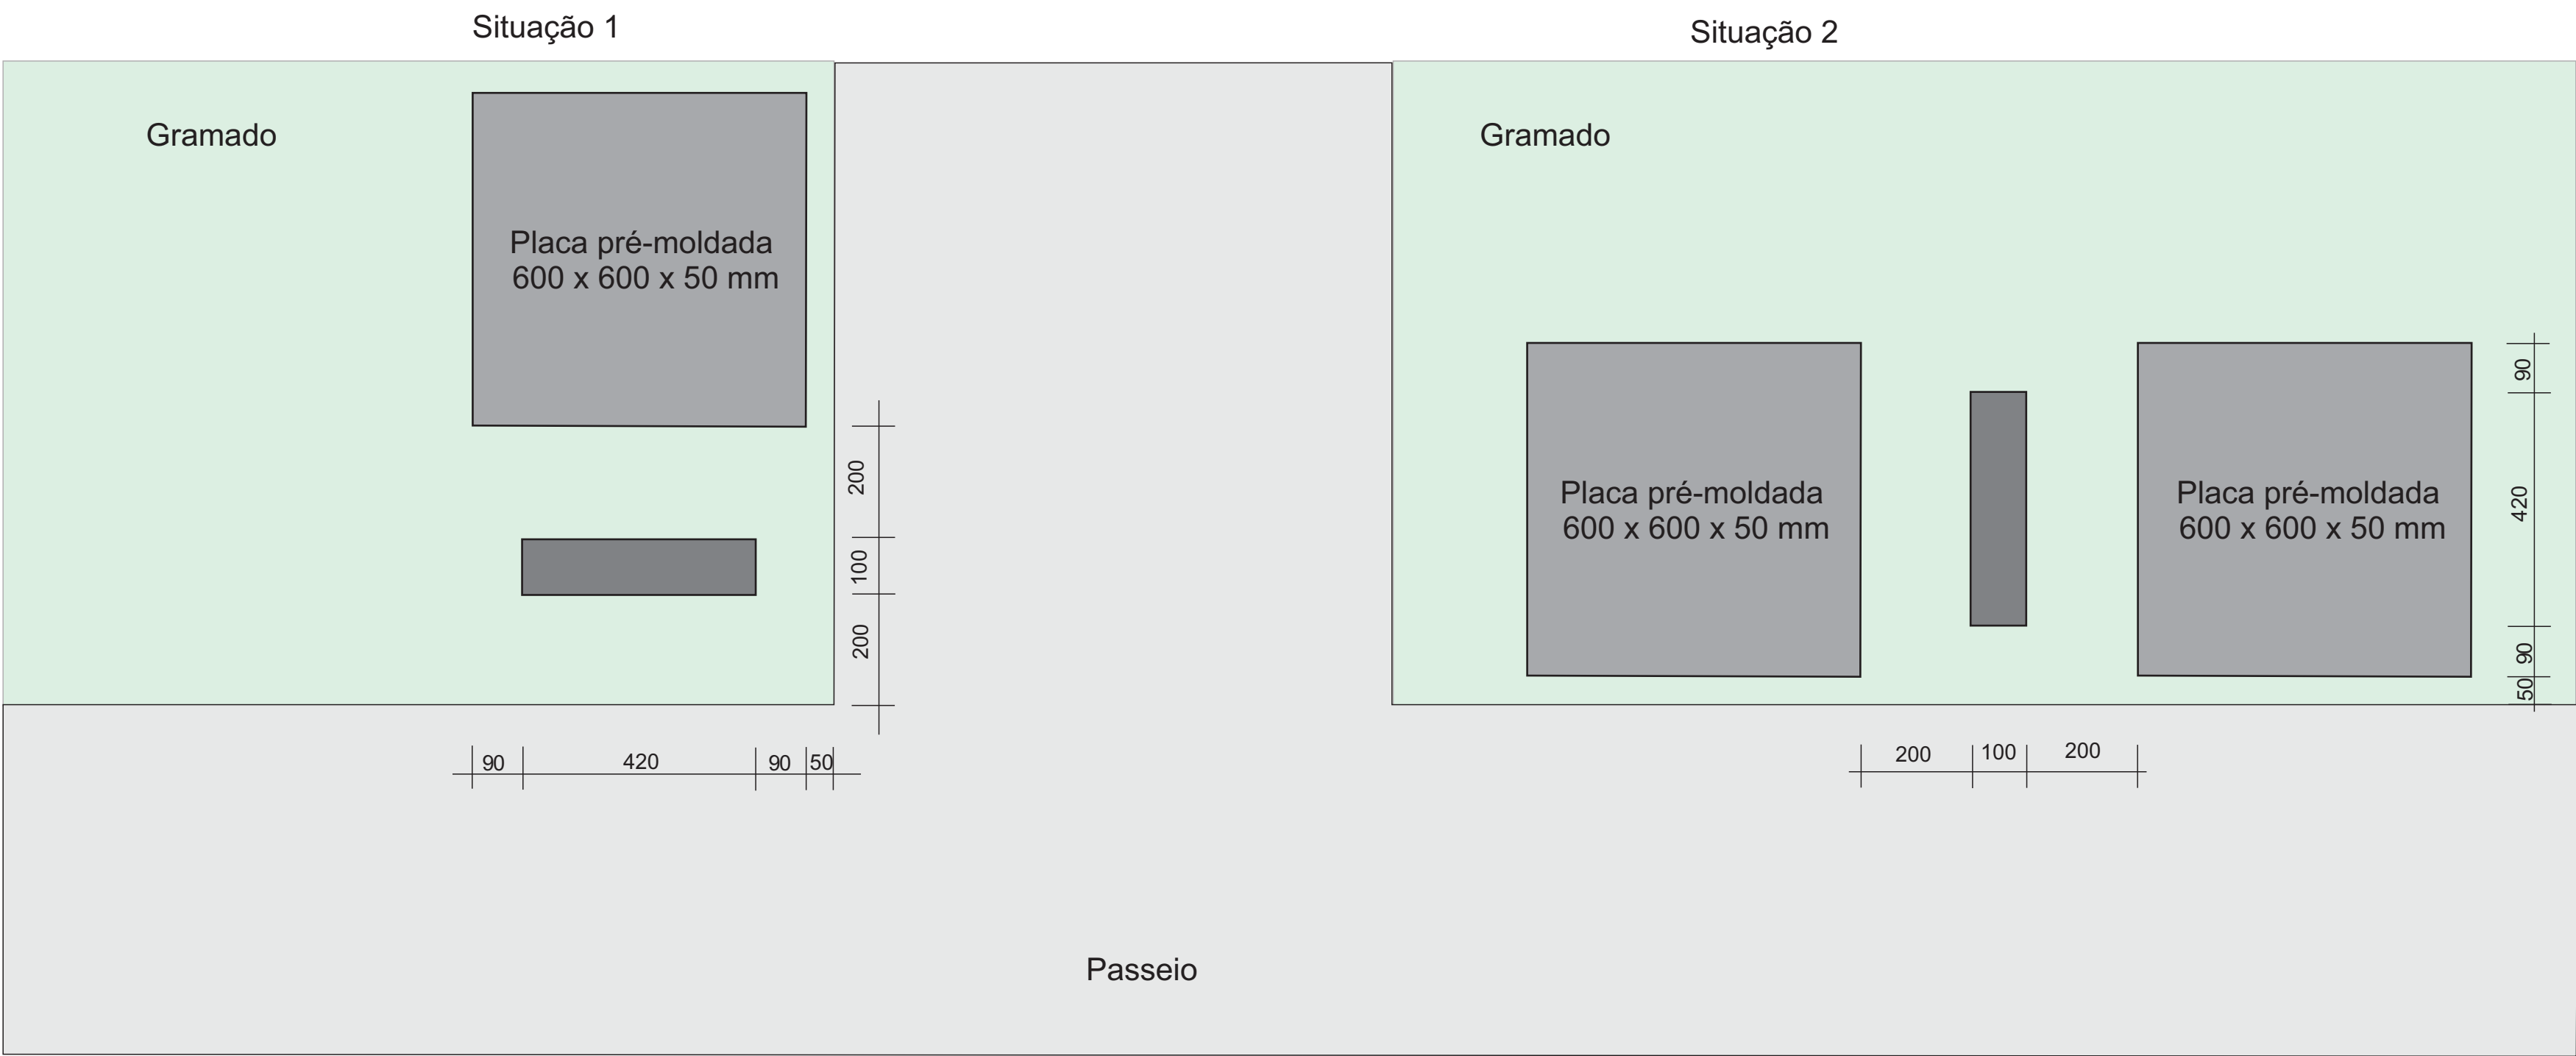 Situação 1
Situação 2
Gramado
Gramado
Placa pré-moldada
600 x 600 x 50 mm
Placa pré-moldada
600 x 600 x 50 mm
Placa pré-moldada
600 x 600 x 50 mm
200
100
200
90
420
90
50
90
420
90
50
200
100
200
Passeio